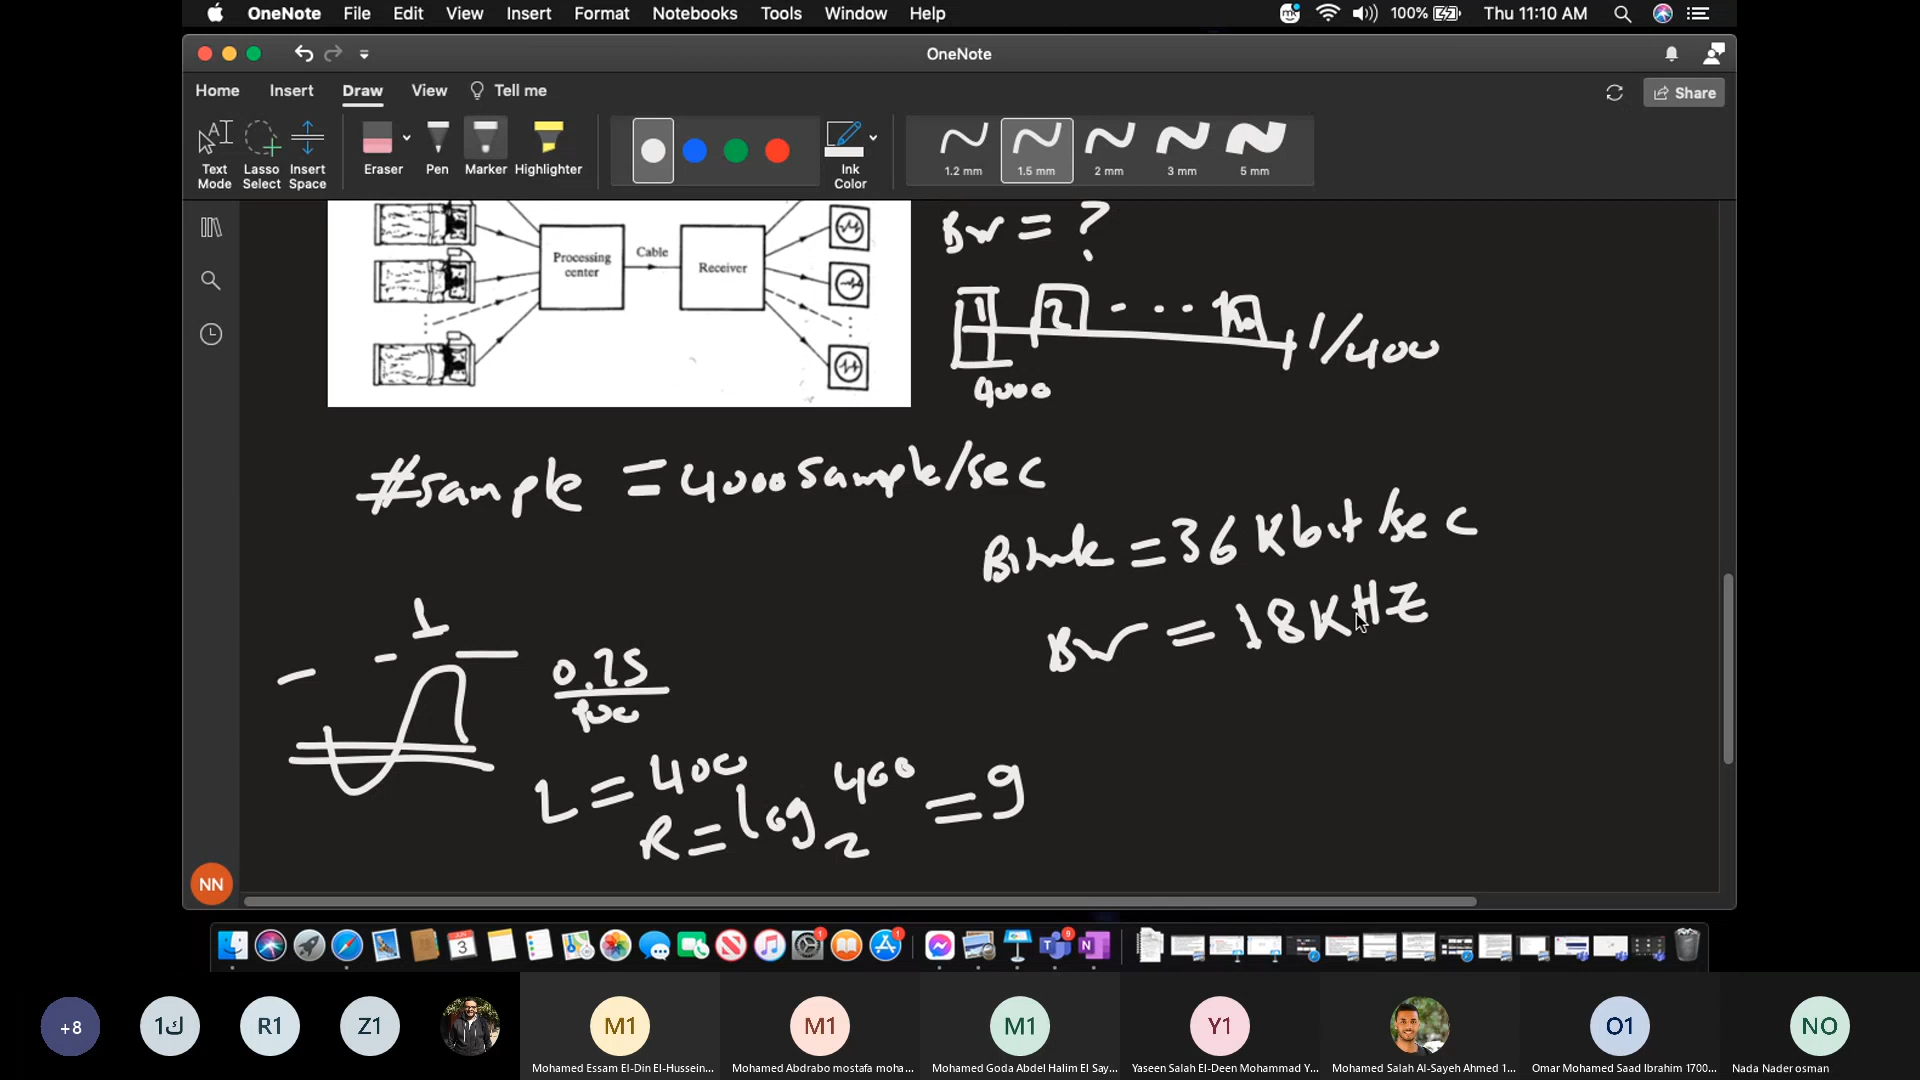 OneNote File Edit View Insert Format Notebooks Tools Window Help
100% Thu 11:10 AM
OneNote
Home Insert Draw View Tell me
Share
Text Mode
Lasso Select
Insert Space
Eraser
Pen
Marker
Highlighter
Ink Color
1.2 mm
1.5 mm
2 mm
3 mm
5 mm
Processing center
Cable
Receiver
Bw = ?
1 2 ... 1/400
4000
#sample = 4000 sample/sec
= 36 Kbit/sec
Bw = 18 KHZ
1
0.25
L = 400
R = log 2 400 = 9
NN
+8
1ك
R1
Z1
M1
M1
M1
Y1
O1
NO
Mohamed Essam El-Din El-Hussein...
Mohamed Abdrabo mostafa moha...
Mohamed Goda Abdel Halim El Say...
Yaseen Salah El-Deen Mohammad Y...
Mohamed Salah Al-Sayeh Ahmed 1...
Omar Mohamed Saad Ibrahim 1700...
Nada Nader osman